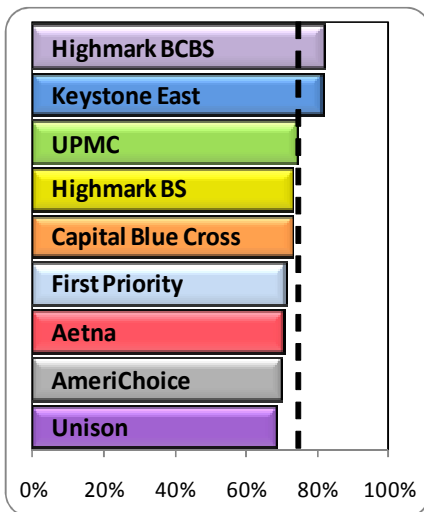 Highmark BCBS
Keystone East
UPMC
Highmark BS
Capital Blue Cross
First Priority
Aetna
AmeriChoice
Unison
0% 20% 40% 60% 80% 100%